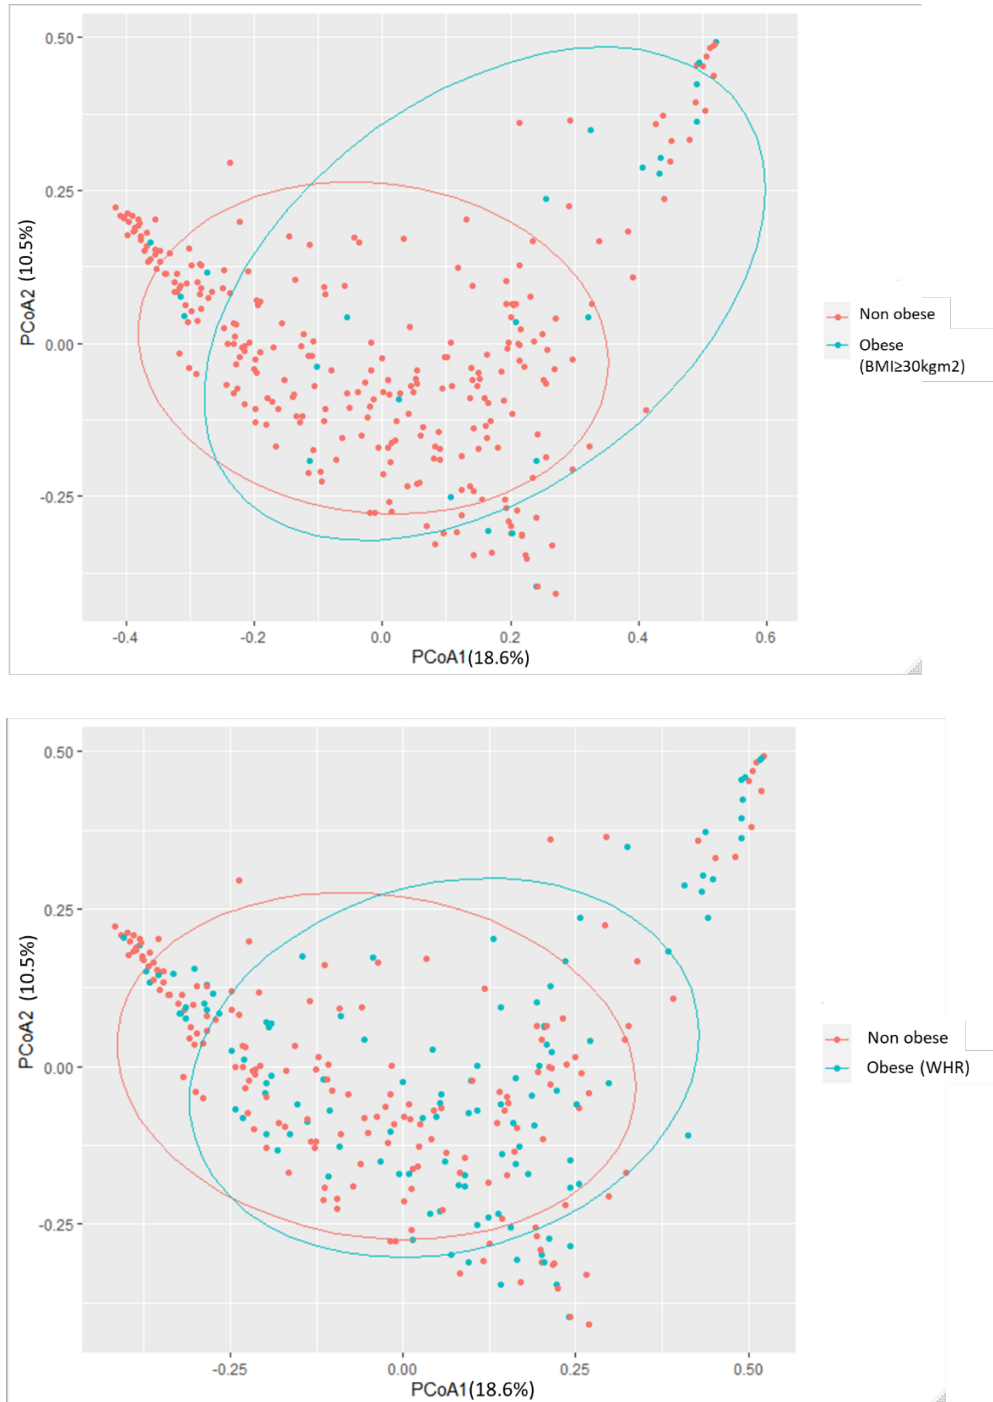 0.50
0.25
0.00
-0.25
PCoA2 (10.5%)
-0.4
-0.2
0.0
0.2
0.4
0.6
PCoA1(18.6%)
Non obese
Obese
(BMI≥30kgm2)
0.50
0.25
0.00
-0.25
PCoA2 (10.5%)
-0.25
0.00
0.25
0.50
PCoA1(18.6%)
Non obese
Obese (WHR)